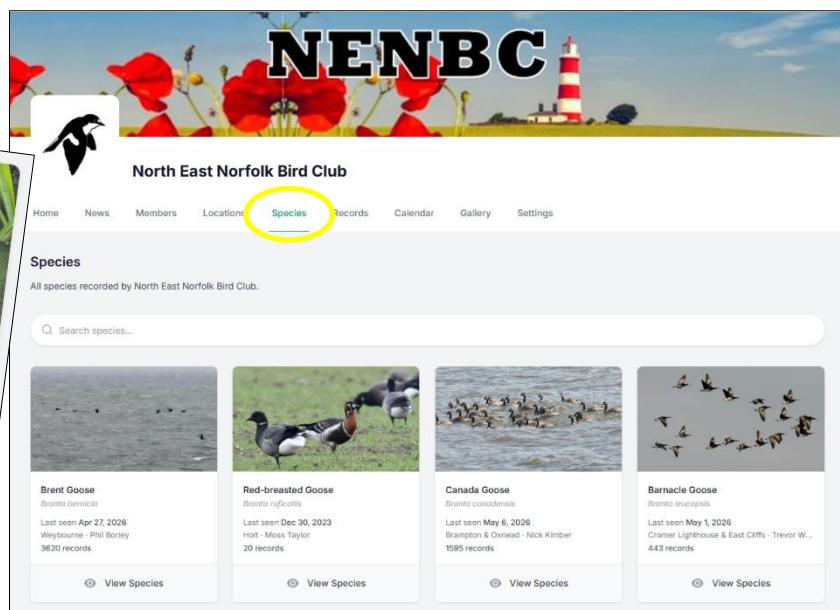 NENBC
North East Norfolk Bird Club
Home News Members Locations Species Records Calendar Gallery Settings
Species
All species recorded by North East Norfolk Bird Club.
Search species...
Brent Goose
Branta bernicla
Last seen Apr 27, 2026
Weybourne - Phil Borley
3620 records
View Species
Red-breasted Goose
Branta ruficollis
Last seen Dec 30, 2023
Holt - Moss Taylor
20 records
View Species
Canada Goose
Branta canadensis
Last seen May 6, 2026
Brampton & Oxnead - Nick Kimber
1595 records
View Species
Barnacle Goose
Branta leucopsis
Last seen May 1, 2026
Cromer Lighthouse & East Cliffs - Trevor W...
443 records
View Species